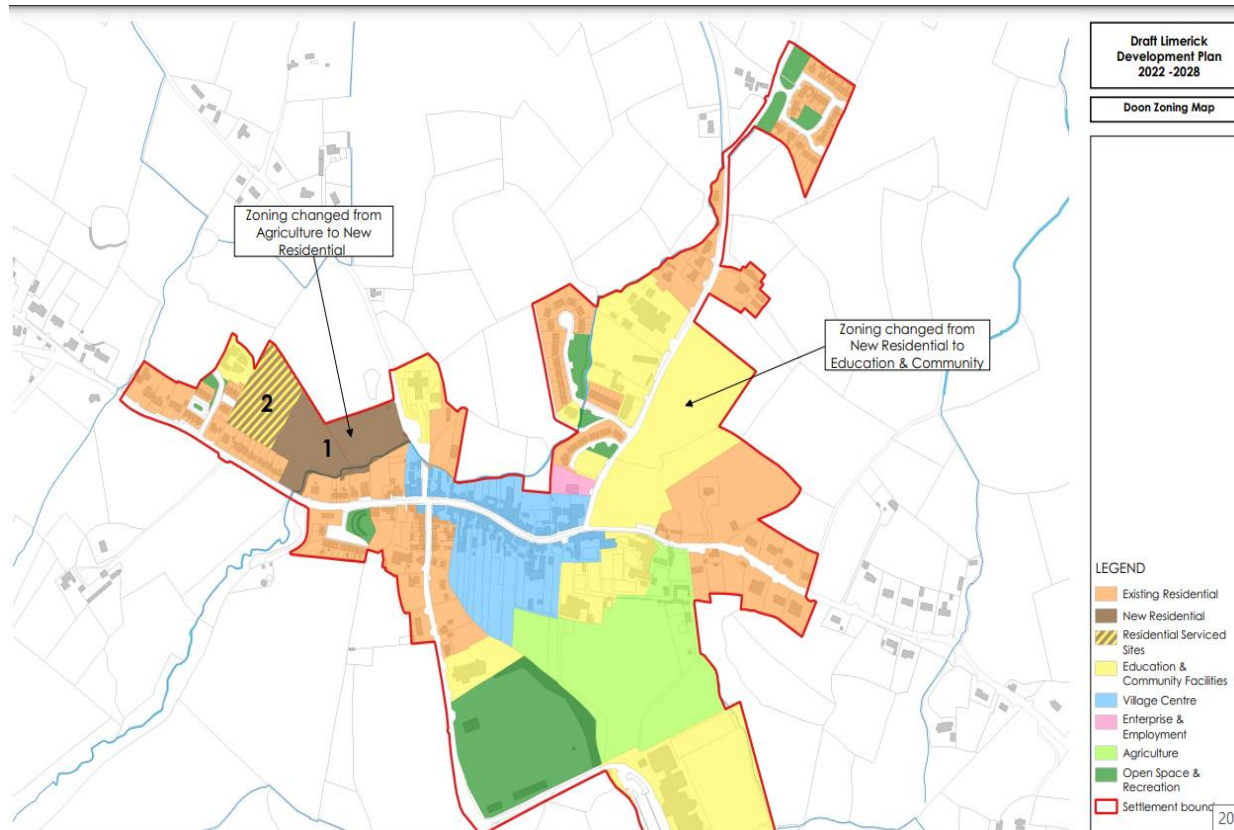 Draft Limerick
Development Plan
2022 -2028
Doon Zoning Map
Zoning changed from
Agriculture to New
Residential
Zoning changed from
New Residential to
Education & Community
2
1
LEGEND
Existing Residential
New Residential
Residential Serviced
Sites
Education &
Community Facilities
Village Centre
Enterprise &
Employment
Agriculture
Open Space &
Recreation
Settlement
20